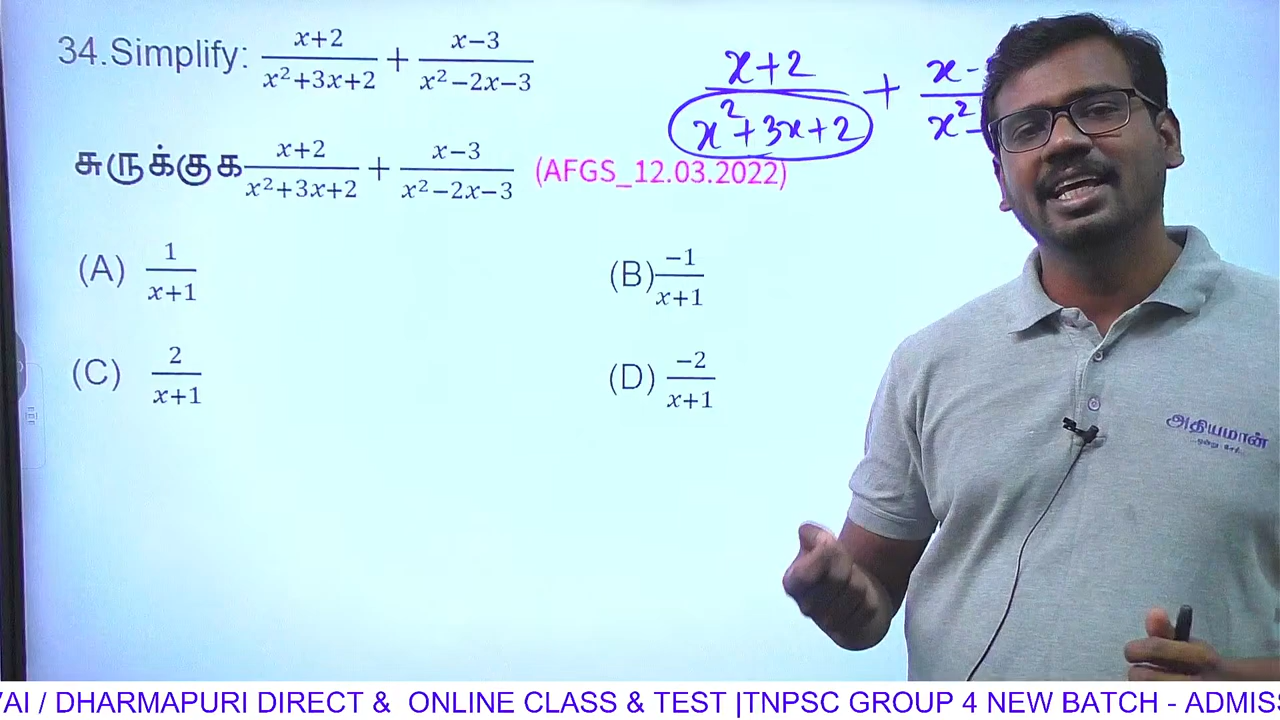 34.Simplify: x+2/x²+3x+2 + x−3/x²−2x−3
x+2/x²+3x+2 + x-
x²
சுருக்குக x+2/x²+3x+2 + x−3/x²−2x−3 (AFGS_12.03.2022)
(A) 1/x+1
(B) −1/x+1
(C) 2/x+1
(D) −2/x+1
அதியமான்
/AI / DHARMAPURI DIRECT & ONLINE CLASS & TEST |TNPSC GROUP 4 NEW BATCH - ADMISS